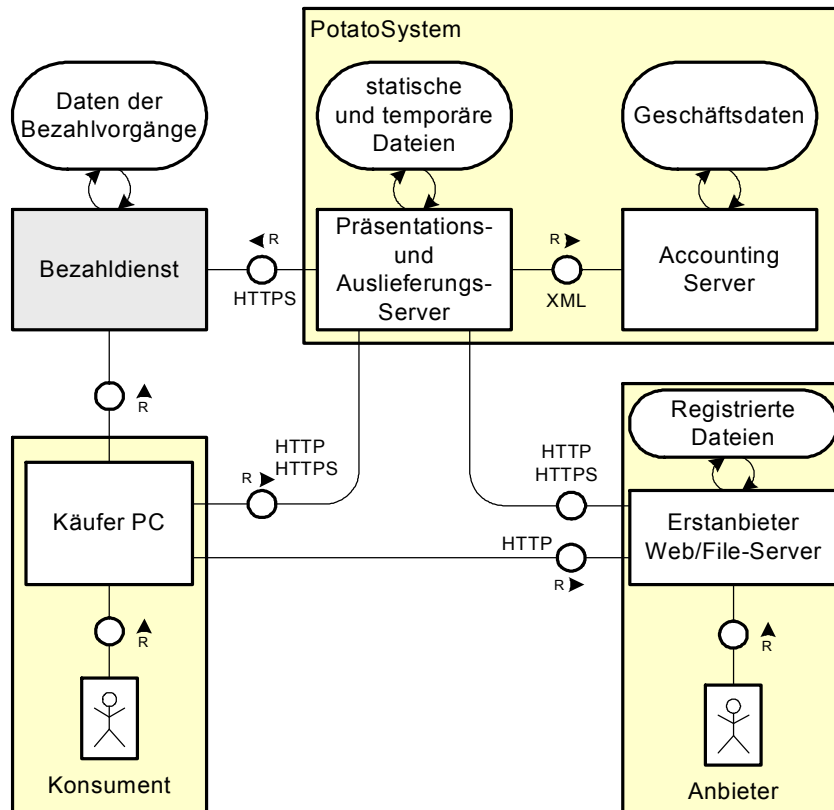 PotatoSystem
Daten der
Bezahlvorgänge
statische
und temporäre
Dateien
Geschäftsdaten
Bezahldienst
R
HTTPS
Präsentations-
und
Auslieferungs-
Server
R
XML
Accounting
Server
R
HTTP
HTTPS
R
HTTP
HTTPS
Registrierte
Dateien
Käufer PC
HTTP
R
Erstanbieter
Web/File-Server
R
R
Konsument
Anbieter